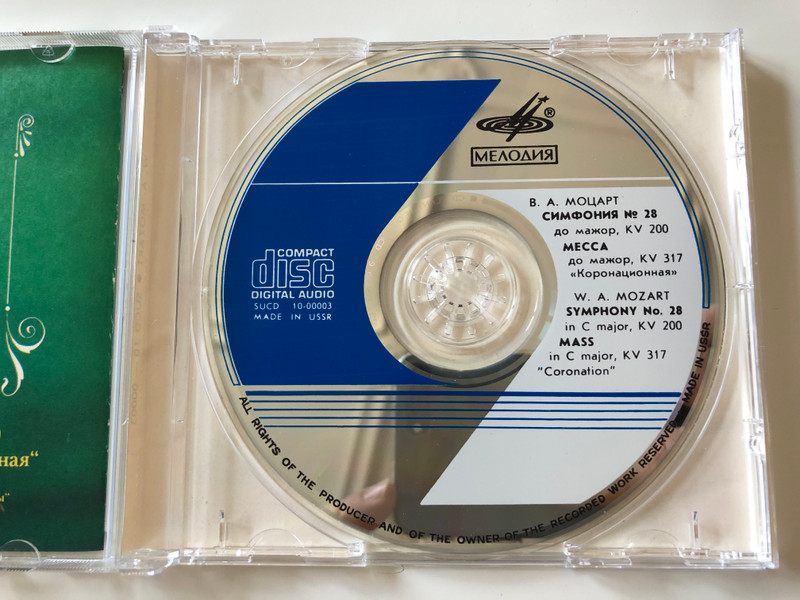 ная“
ы"
®
МЕЛОДИЯ
В. А. МОЦАРТ
СИМФОНИЯ № 28
до мажор, KV 200
МЕССА
до мажор, KV 317
«Коронационная»
W. A. MOZART
SYMPHONY No. 28
in C major, KV 200
MASS
in C major, KV 317
"Coronation"
COMPACT
disc
DIGITAL AUDIO
SUCD 10-00003
MADE IN USSR
ALL RIGHTS OF THE PRODUCER AND OF THE OWNER OF THE RECORDED WORK RESERVED MADE IN USSR